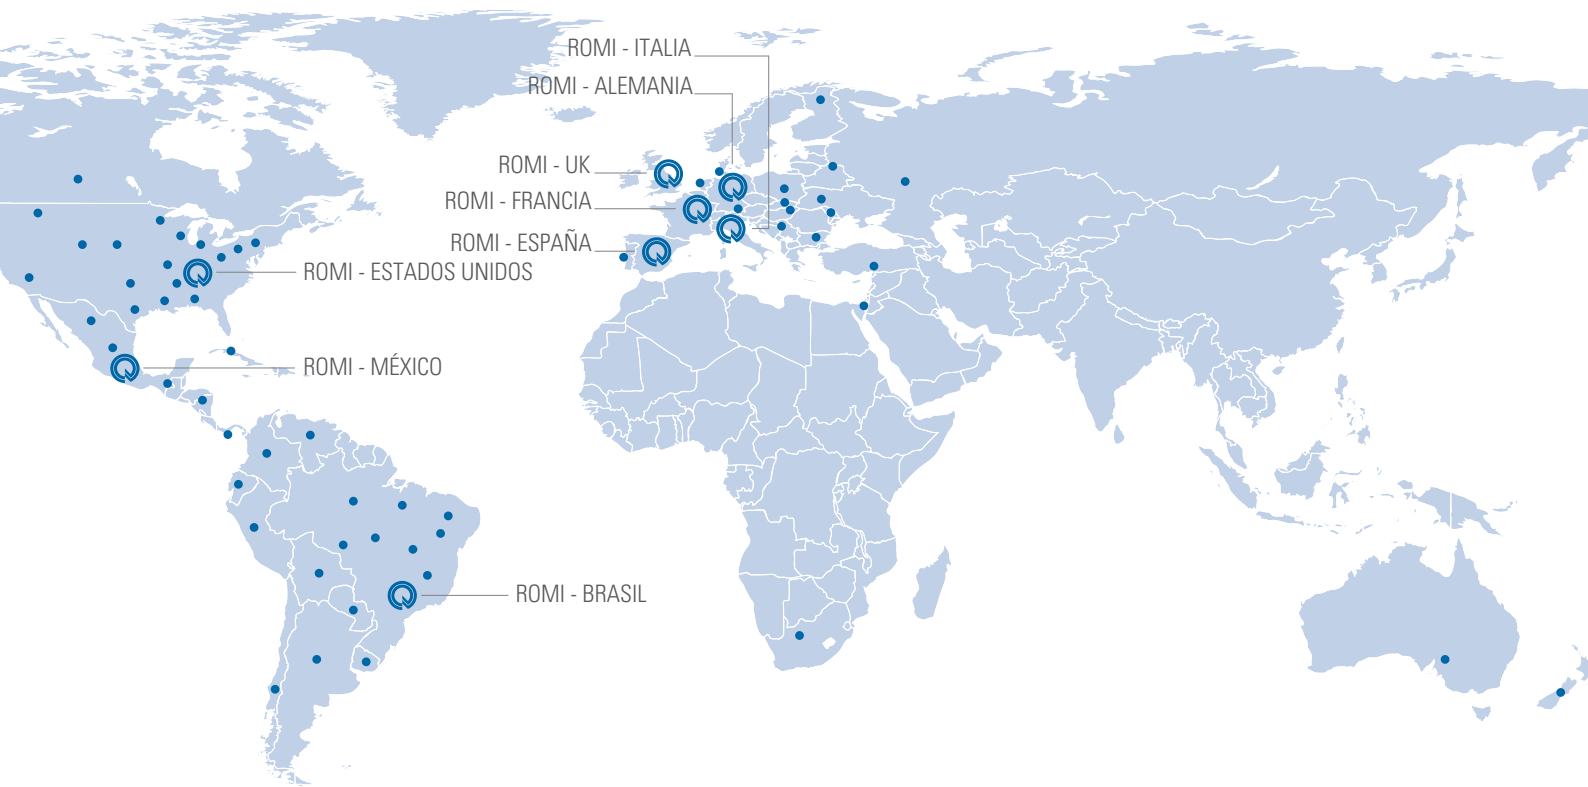 ROMI - ITALIA
ROMI - ALEMANIA
ROMI - UK
ROMI - FRANCIA
ROMI - ESPAÑA
ROMI - ESTADOS UNIDOS
ROMI - MÉXICO
ROMI - BRASIL